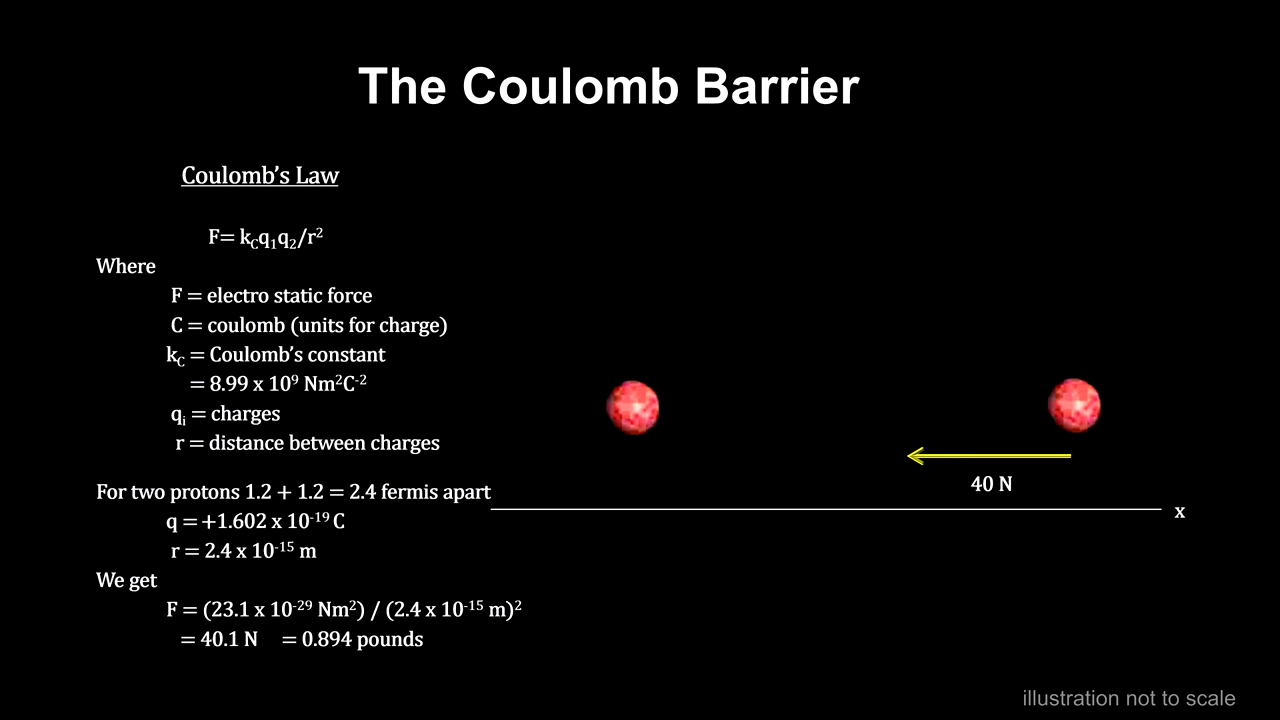 The Coulomb Barrier
Coulomb’s Law
F= k_Cq₁q₂/r²
Where
F = electro static force
C = coulomb (units for charge)
k_C = Coulomb’s constant
= 8.99 x 10⁹ Nm²C⁻²
qᵢ = charges
r = distance between charges
For two protons 1.2 + 1.2 = 2.4 fermis apart
q = +1.602 x 10⁻¹⁹ C
r = 2.4 x 10⁻¹⁵ m
We get
F = (23.1 x 10⁻²⁹ Nm²) / (2.4 x 10⁻¹⁵ m)²
= 40.1 N = 0.894 pounds
40 N
x
illustration not to scale